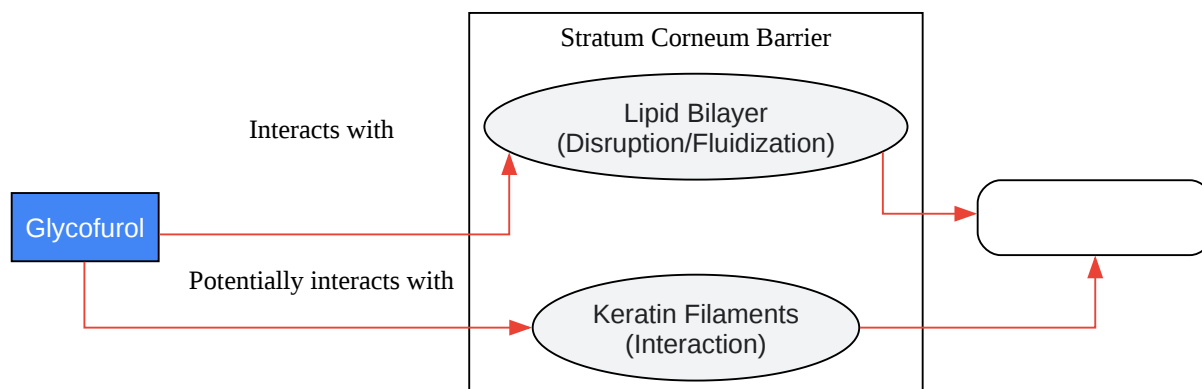 Stratum Corneum Barrier
Lipid Bilayer
(Disruption/Fluidization)
Interacts with
Glycofurol
Potentially interacts with
Keratin Filaments
(Interaction)